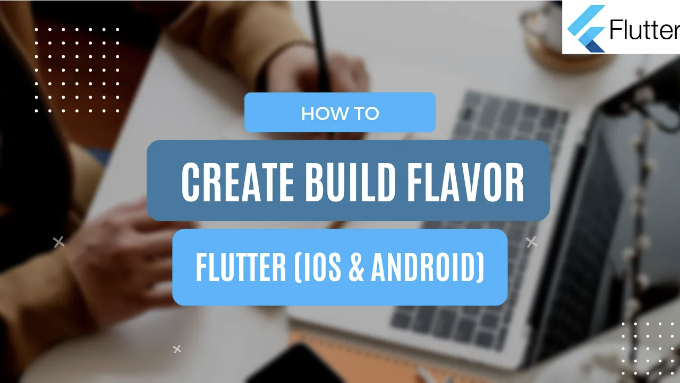 Flutter
HOW TO
CREATE BUILD FLAVOR
FLUTTER (IOS & ANDROID)